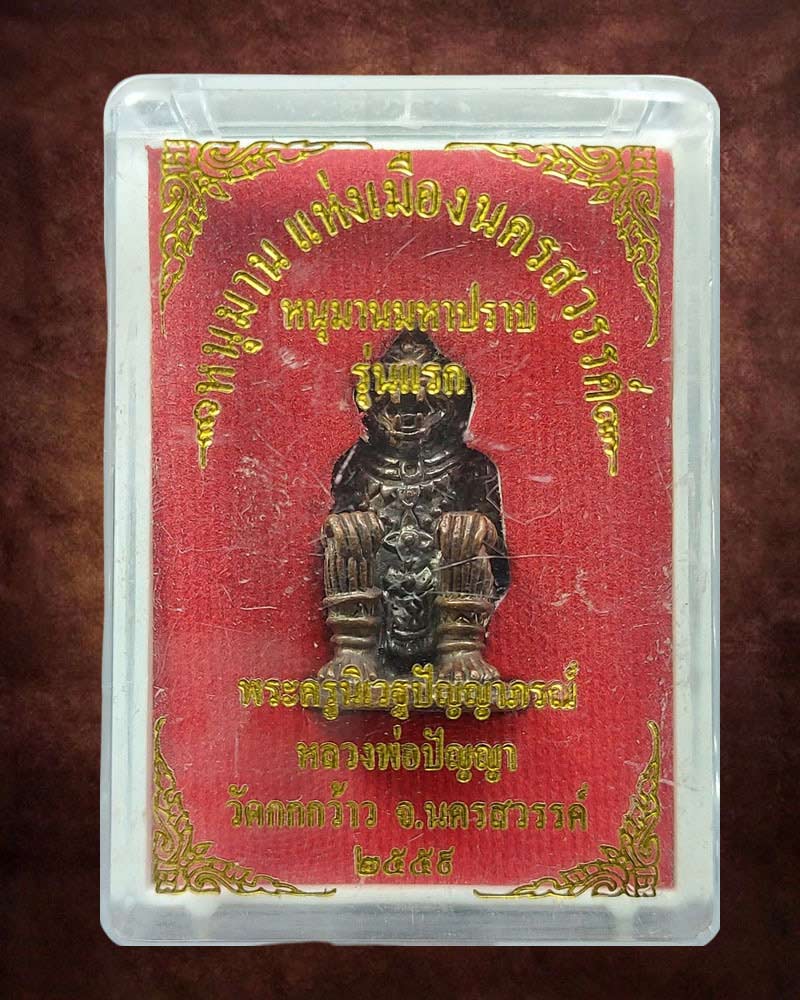 หนุมาน แห่งเมืองนครสวรรค์
หนุมานมหาปราบ
รุ่นแรก
พระครูนิเวฐปัญญาภรณ์
หลวงพ่อปัญญา
วัดกกกว้าว จ.นครสวรรค์
๒๕๕๙